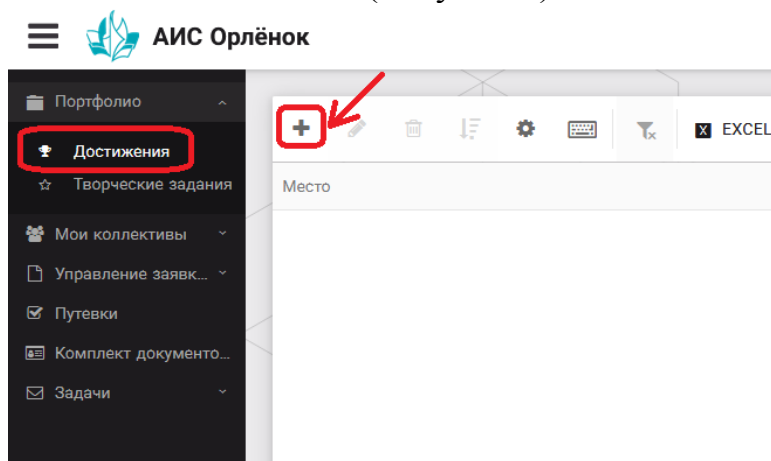 АИС Орлёнок
Портфолио
Достижения
Творческие задания
Мои коллективы
Управление заявк...
Путевки
Комплект документо...
Задачи
X EXCEL
Место